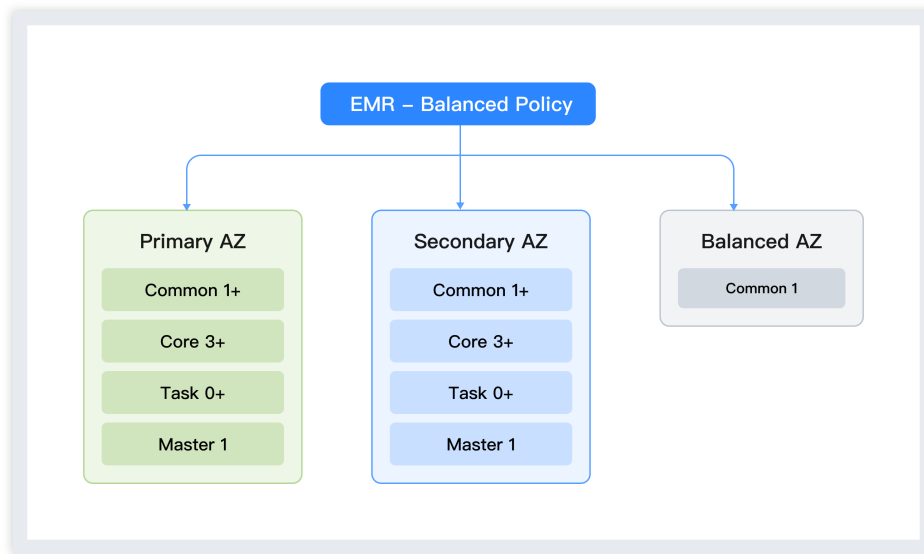 EMR – Balanced Policy
Primary AZ
Common 1+
Core 3+
Task 0+
Master 1
Secondary AZ
Common 1+
Core 3+
Task 0+
Master 1
Balanced AZ
Common 1